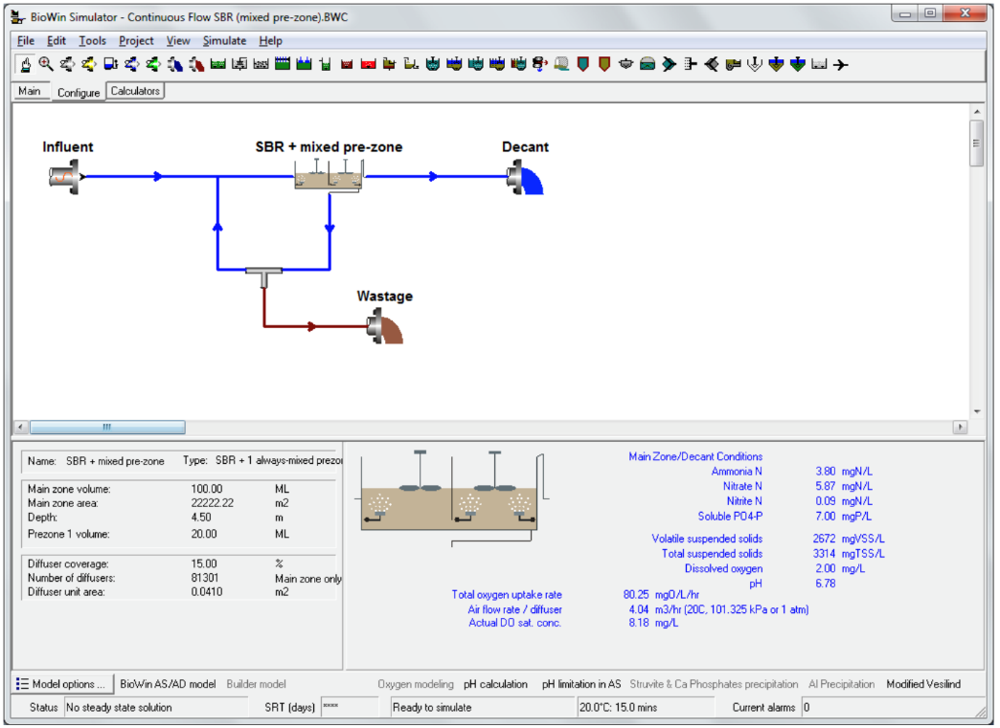 BioWin Simulator - Continuous Flow SBR (mixed pre-zone).BWC
File Edit Tools Project View Simulate Help
Main Configure Calculators
Influent SBR + mixed pre-zone Decant
Wastage
Name: SBR + mixed pre-zone Type: SBR + 1 always-mixed prezo
Main zone volume: 100.00 ML
Main zone area: 22222.22 m2
Depth: 4.50 m
Prezone 1 volume: 20.00 ML
Diffuser coverage: 15.00 %
Number of diffusers: 81301 Main zone only
Diffuser unit area: 0.0410 m2
Main Zone/Decant Conditions
Ammonia N 3.80 mgN/L
Nitrate N 5.87 mgN/L
Nitrite N 0.09 mgN/L
Soluble PO4-P 7.00 mgP/L
Volatile suspended solids 2672 mgVSS/L
Total suspended solids 3314 mgTSS/L
Dissolved oxygen 2.00 mg/L
pH 6.78
Total oxygen uptake rate 80.25 mgO/L/hr
Air flow rate / diffuser 4.04 m3/hr (20C, 101.325 kPa or 1 atm)
Actual DO sat. conc. 8.18 mg/L
Model options ... BioWin AS/AD model Builder model Oxygen modeling pH calculation pH limitation in AS Struvite & Ca Phosphates precipitation Al Precipitation Modified Vesilind
Status No steady state solution SRT (days) **** Ready to simulate 20.0°C: 15.0 mins Current alarms 0